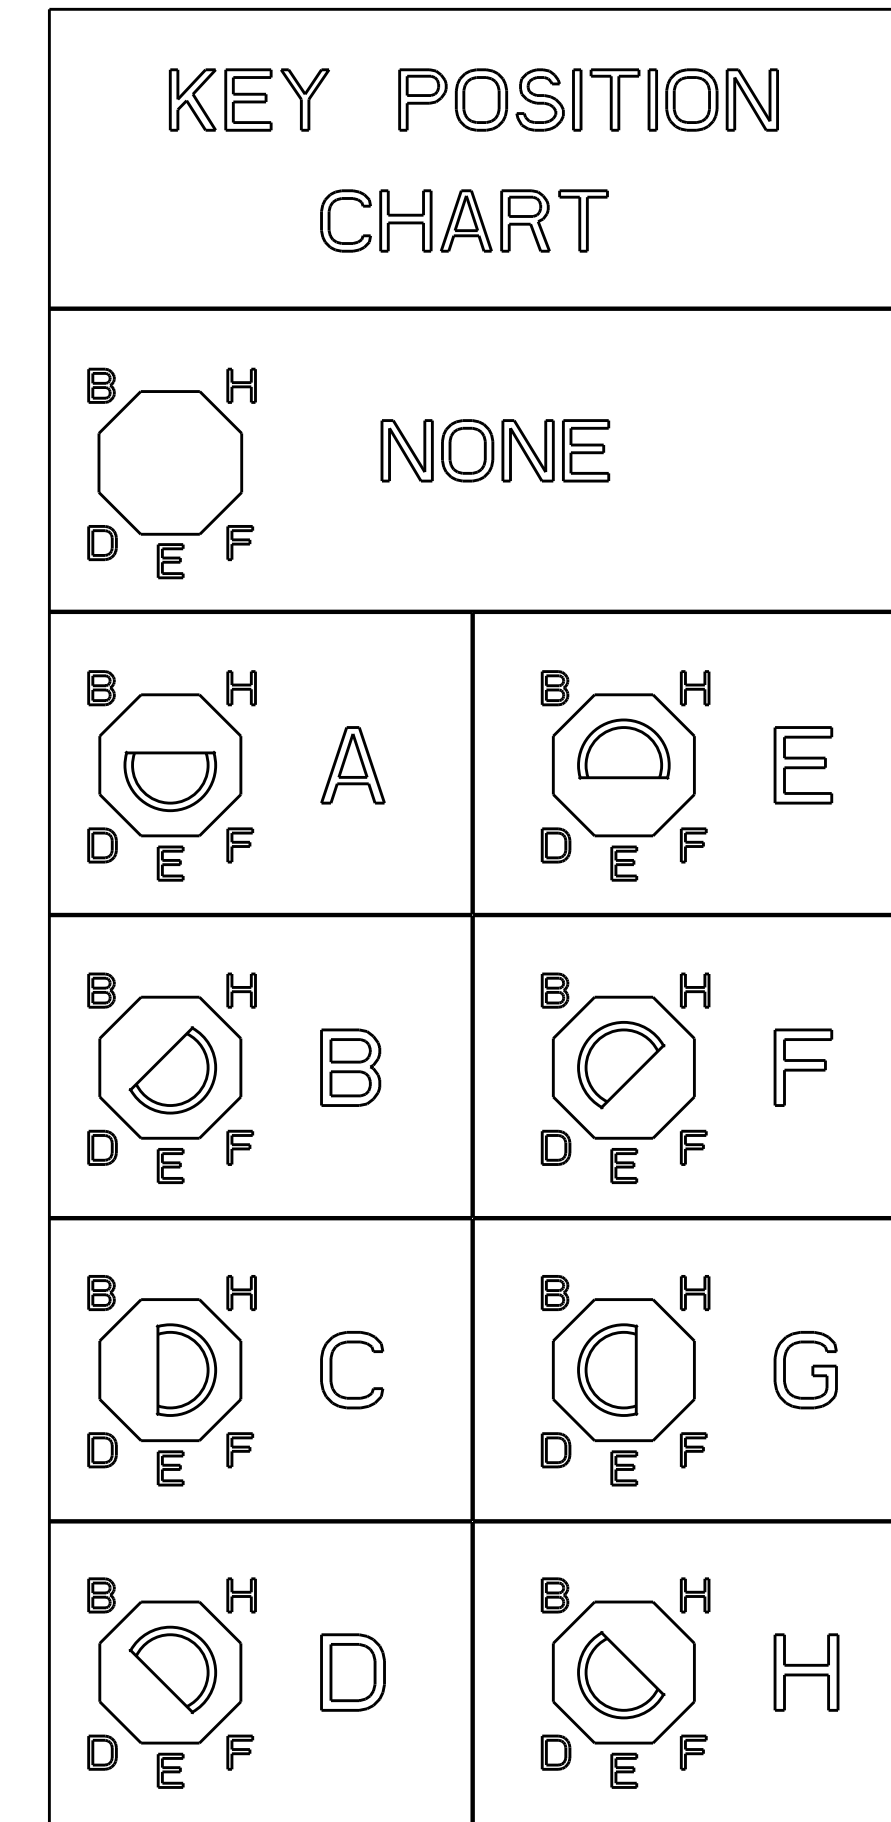 KEY POSITION
CHART
B H
NONE
D E F
B H B H
A E
D E F D E F
B H B H
B F
D E F D E F
B H B H
C G
D E F D E F
B H B H
D H
D E F D E F